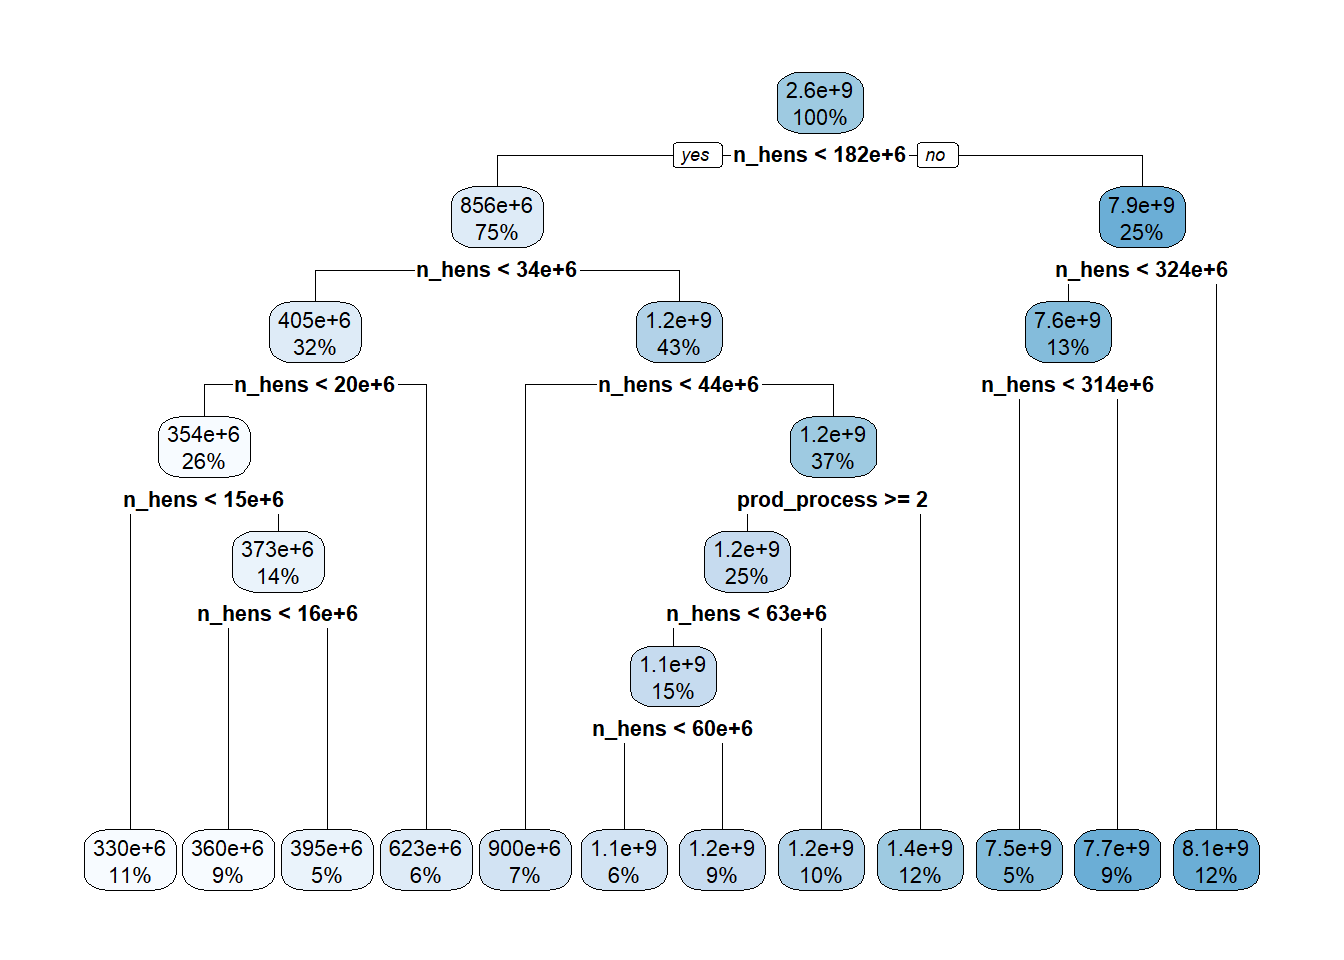 2.6e+9
100%
yes n_hens < 182e+6 no
856e+6
75%
7.9e+9
25%
n_hens < 34e+6
n_hens < 324e+6
405e+6
32%
1.2e+9
43%
7.6e+9
13%
n_hens < 20e+6
n_hens < 44e+6
n_hens < 314e+6
354e+6
26%
1.2e+9
37%
n_hens < 15e+6
prod_process >= 2
373e+6
14%
1.2e+9
25%
n_hens < 16e+6
n_hens < 63e+6
1.1e+9
15%
n_hens < 60e+6
330e+6
11%
360e+6
9%
395e+6
5%
623e+6
6%
900e+6
7%
1.1e+9
6%
1.2e+9
9%
1.2e+9
10%
1.4e+9
12%
7.5e+9
5%
7.7e+9
9%
8.1e+9
12%